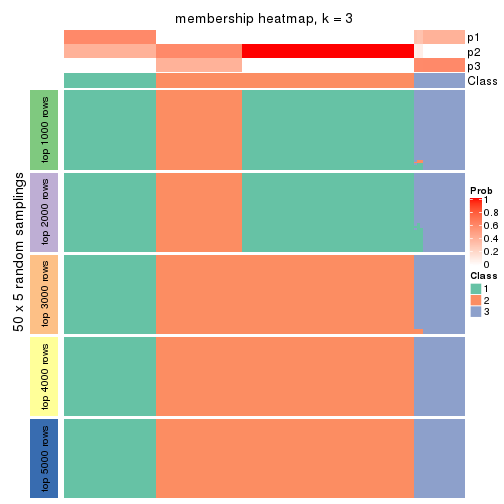 membership heatmap, k = 3
p1
p2
p3
Class
50 x 5 random samplings
top 1000 rows
top 2000 rows
top 3000 rows
top 4000 rows
top 5000 rows
Prob
1
0.8
0.6
0.4
0.2
0
Class
1
2
3